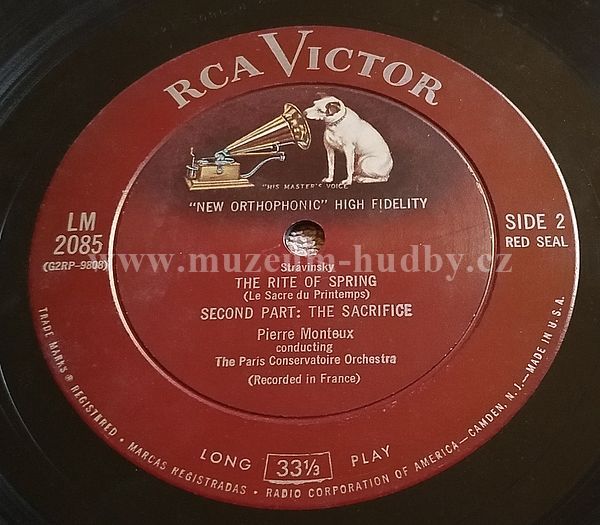 RCA VICTOR
"HIS MASTER'S VOICE"
"NEW ORTHOPHONIC" HIGH FIDELITY
LM
2085
(G2RP-9808)
SIDE 2
RED SEAL
www.muzeum-hudby.cz
Stravinsky
THE RITE OF SPRING
(Le Sacre du Printemps)
SECOND PART: THE SACRIFICE
Pierre Monteux
conducting
The Paris Conservatoire Orchestra
(Recorded in France)
LONG 33⅓ PLAY
TRADE MARKS ® REGISTERED • MARCAS REGISTRADAS • RADIO CORPORATION OF AMERICA—CAMDEN, N. J.—MADE IN U.S.A.